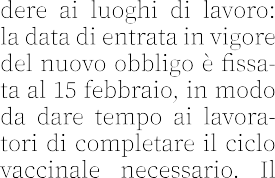 dere ai luoghi di lavoro:
la data di entrata in vigore
del nuovo obbligo è fissa-
ta al 15 febbraio, in modo
da dare tempo ai lavora-
tori di completare il ciclo
vaccinale necessario. Il